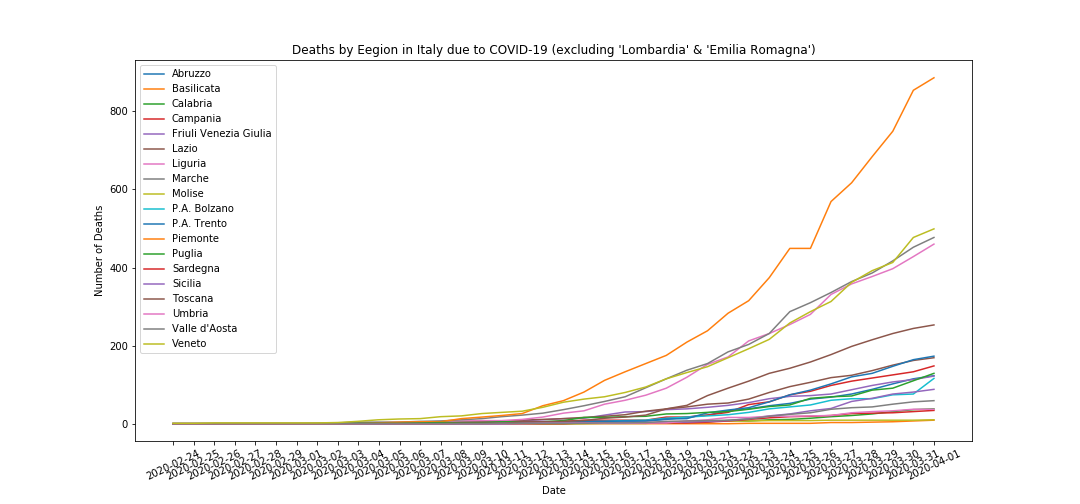 Deaths by Eegion in Italy due to COVID-19 (excluding 'Lombardia' & 'Emilia Romagna')
Abruzzo
Basilicata
Calabria
Campania
Friuli Venezia Giulia
Lazio
Liguria
Marche
Molise
P.A. Bolzano
P.A. Trento
Piemonte
Puglia
Sardegna
Sicilia
Toscana
Umbria
Valle d'Aosta
Veneto
Number of Deaths
800
600
400
200
0
2020-02-24
2020-02-25
2020-02-26
2020-02-27
2020-02-28
2020-02-29
2020-03-01
2020-03-02
2020-03-03
2020-03-04
2020-03-05
2020-03-06
2020-03-07
2020-03-08
2020-03-09
2020-03-10
2020-03-11
2020-03-12
2020-03-13
2020-03-14
2020-03-15
2020-03-16
2020-03-17
2020-03-18
2020-03-19
2020-03-20
2020-03-21
2020-03-22
2020-03-23
2020-03-24
2020-03-25
2020-03-26
2020-03-27
2020-03-28
2020-03-29
2020-03-30
2020-03-31
2020-04-01
Date